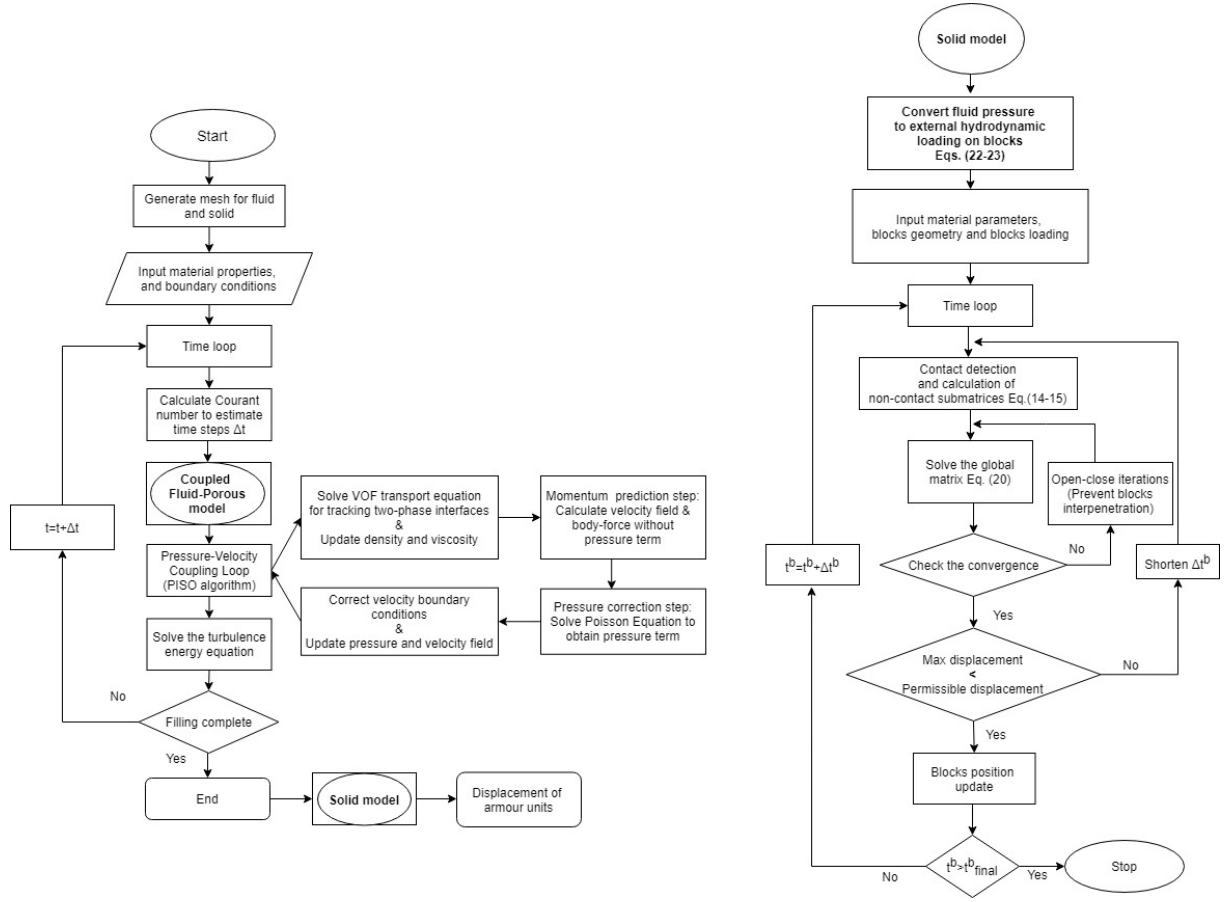 Start
Generate mesh for fluid
and solid
Input material properties,
and boundary conditions
Time loop
Calculate Courant
number to estimate
time steps Δt
Coupled
Fluid-Porous
model
t=t+Δt
Pressure-Velocity
Coupling Loop
(PISO algorithm)
Solve VOF transport equation
for tracking two-phase interfaces
&
Update density and viscosity
Momentum prediction step:
Calculate velocity field &
body-force without
pressure term
Pressure correction step:
Solve Poisson Equation to
obtain pressure term
Correct velocity boundary
conditions
&
Update pressure and velocity field
Solve the turbulence
energy equation
No
Filling complete
Yes
End
Solid model
Displacement of
armour units
Solid model
Convert fluid pressure
to external hydrodynamic
loading on blocks
Eqs. (22-23)
Input material parameters,
blocks geometry and blocks loading
Time loop
Contact detection
and calculation of
non-contact submatrices Eq.(14-15)
Solve the global
matrix Eq. (20)
Open-close iterations
(Prevent blocks
interpenetration)
No
Check the convergence
tᵇ=tᵇ+Δtᵇ
Shorten Δtᵇ
Yes
Max displacement
<
Permissible displacement
No
Yes
Blocks position
update
tᵇ>tᵇfinal
No
Yes
Stop